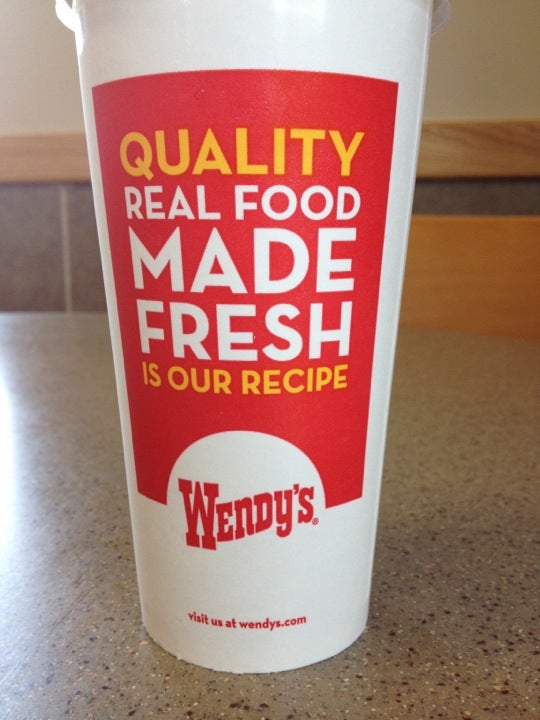 QUALITY
REAL FOOD
MADE
FRESH
IS OUR RECIPE
WENDY'S®
visit us at wendys.com